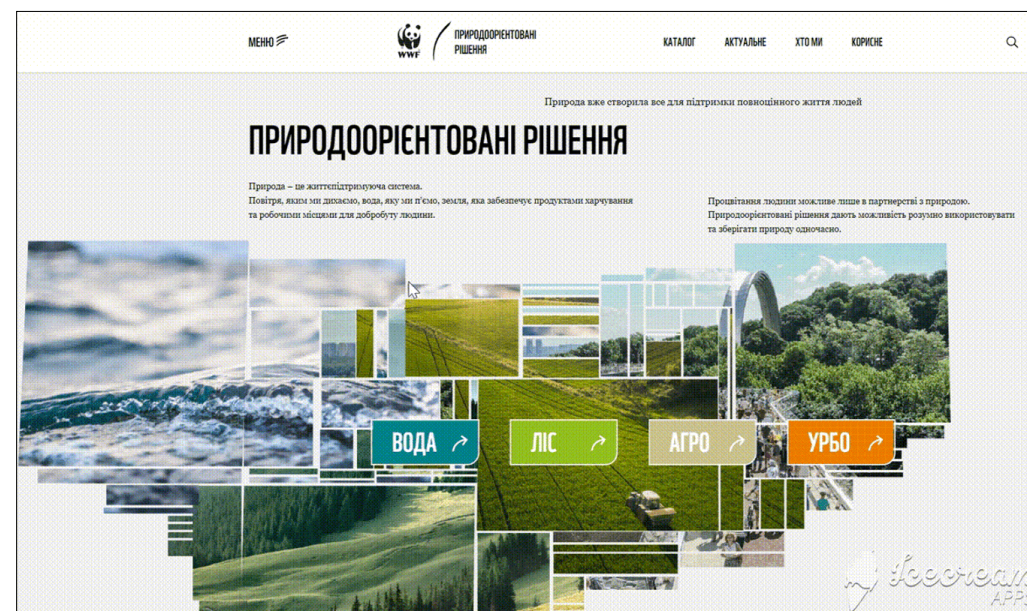 МЕНЮ
WWF
ПРИРОДООРІЄНТОВАНІ
РІШЕННЯ
КАТАЛОГ
АКТУАЛЬНЕ
ХТО МИ
КОРИСНЕ
Природа вже створила все для підтримки повноцінного життя людей
ПРИРОДООРІЄНТОВАНІ РІШЕННЯ
Природа – це життєпідтримуюча система.
Повітря, яким ми дихаємо, вода, яку ми п'ємо, земля, яка забезпечує продуктами харчування
та робочими місцями для добробуту людини.
Процвітання людини можливе лише в партнерстві з природою.
Природоорієнтовані рішення дають можливість розумно використовувати
та зберігати природу одночасно.
ВОДА
ЛІС
АГРО
УРБО
Icecream
APPS